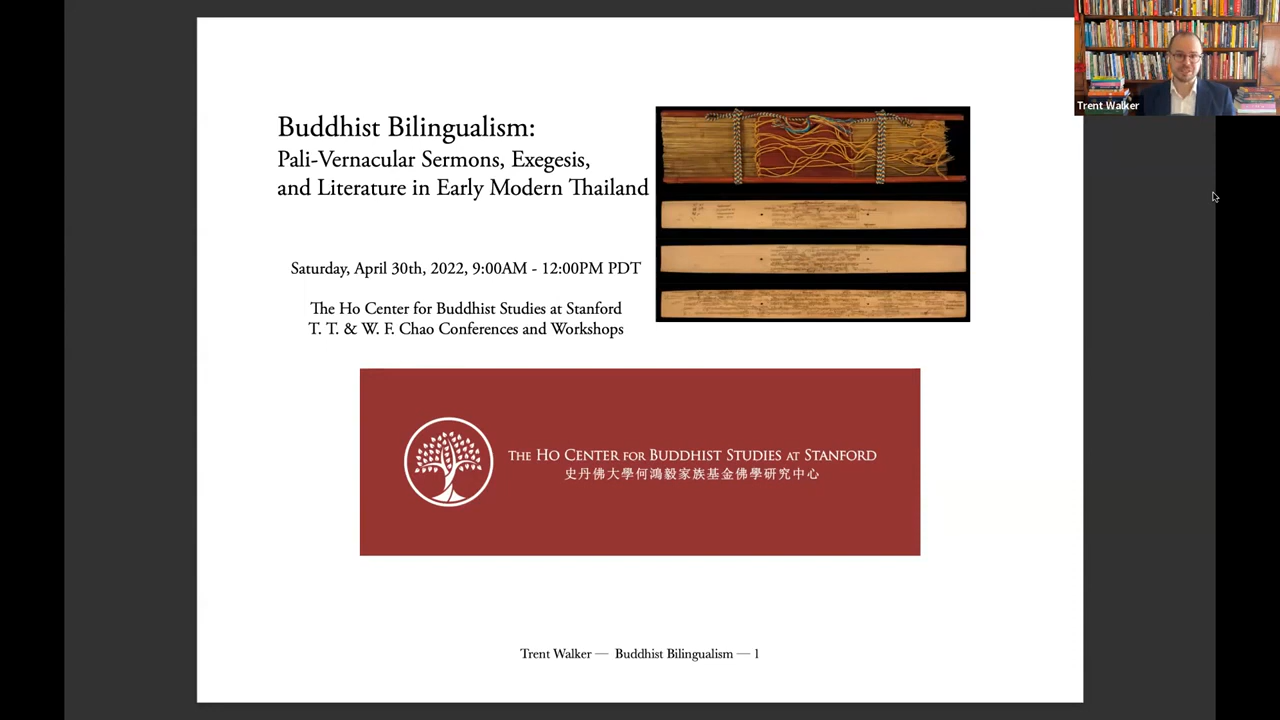 Buddhist Bilingualism:
Pali-Vernacular Sermons, Exegesis,
and Literature in Early Modern Thailand
Saturday, April 30th, 2022, 9:00AM - 12:00PM PDT
The Ho Center for Buddhist Studies at Stanford
T. T. & W. F. Chao Conferences and Workshops
THE HO CENTER FOR BUDDHIST STUDIES AT STANFORD
史丹佛大學何鴻毅家族基金佛學研究中心
Trent Walker — Buddhist Bilingualism — 1
Trent Walker